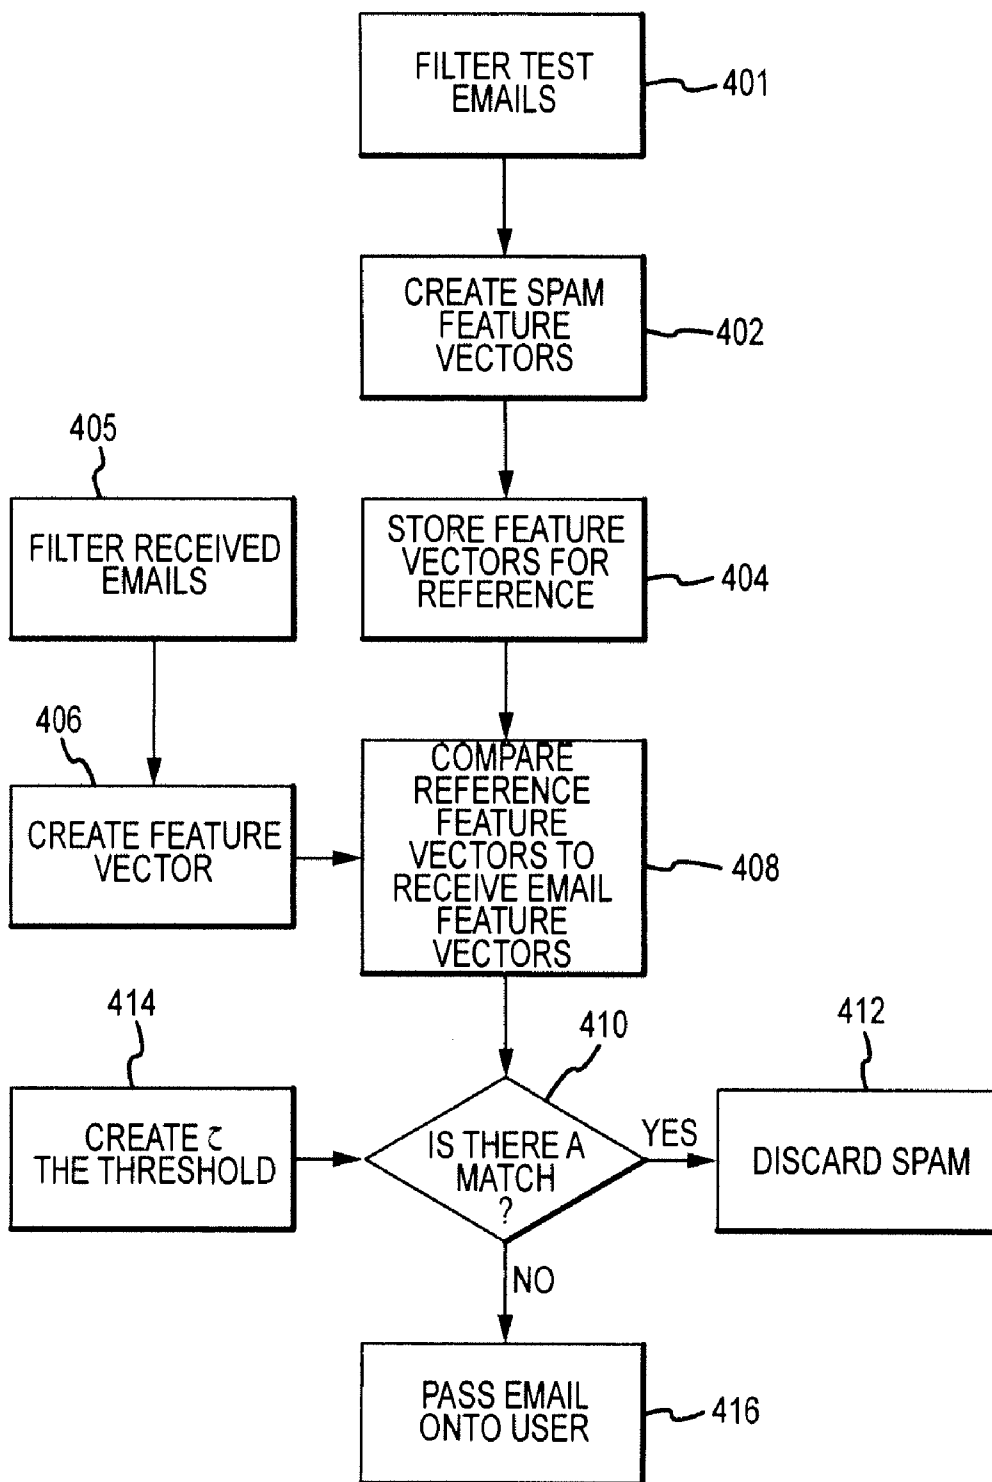 FILTER TEST
EMAILS
401
CREATE SPAM
FEATURE
VECTORS
402
405
FILTER RECEIVED
EMAILS
STORE FEATURE
VECTORS FOR
REFERENCE
404
406
CREATE FEATURE
VECTOR
COMPARE
REFERENCE
FEATURE
VECTORS TO
RECEIVE EMAIL
FEATURE
VECTORS
408
414
CREATE τ
THE THRESHOLD
410
IS THERE A
MATCH
?
YES
412
DISCARD SPAM
NO
PASS EMAIL
ONTO USER
416